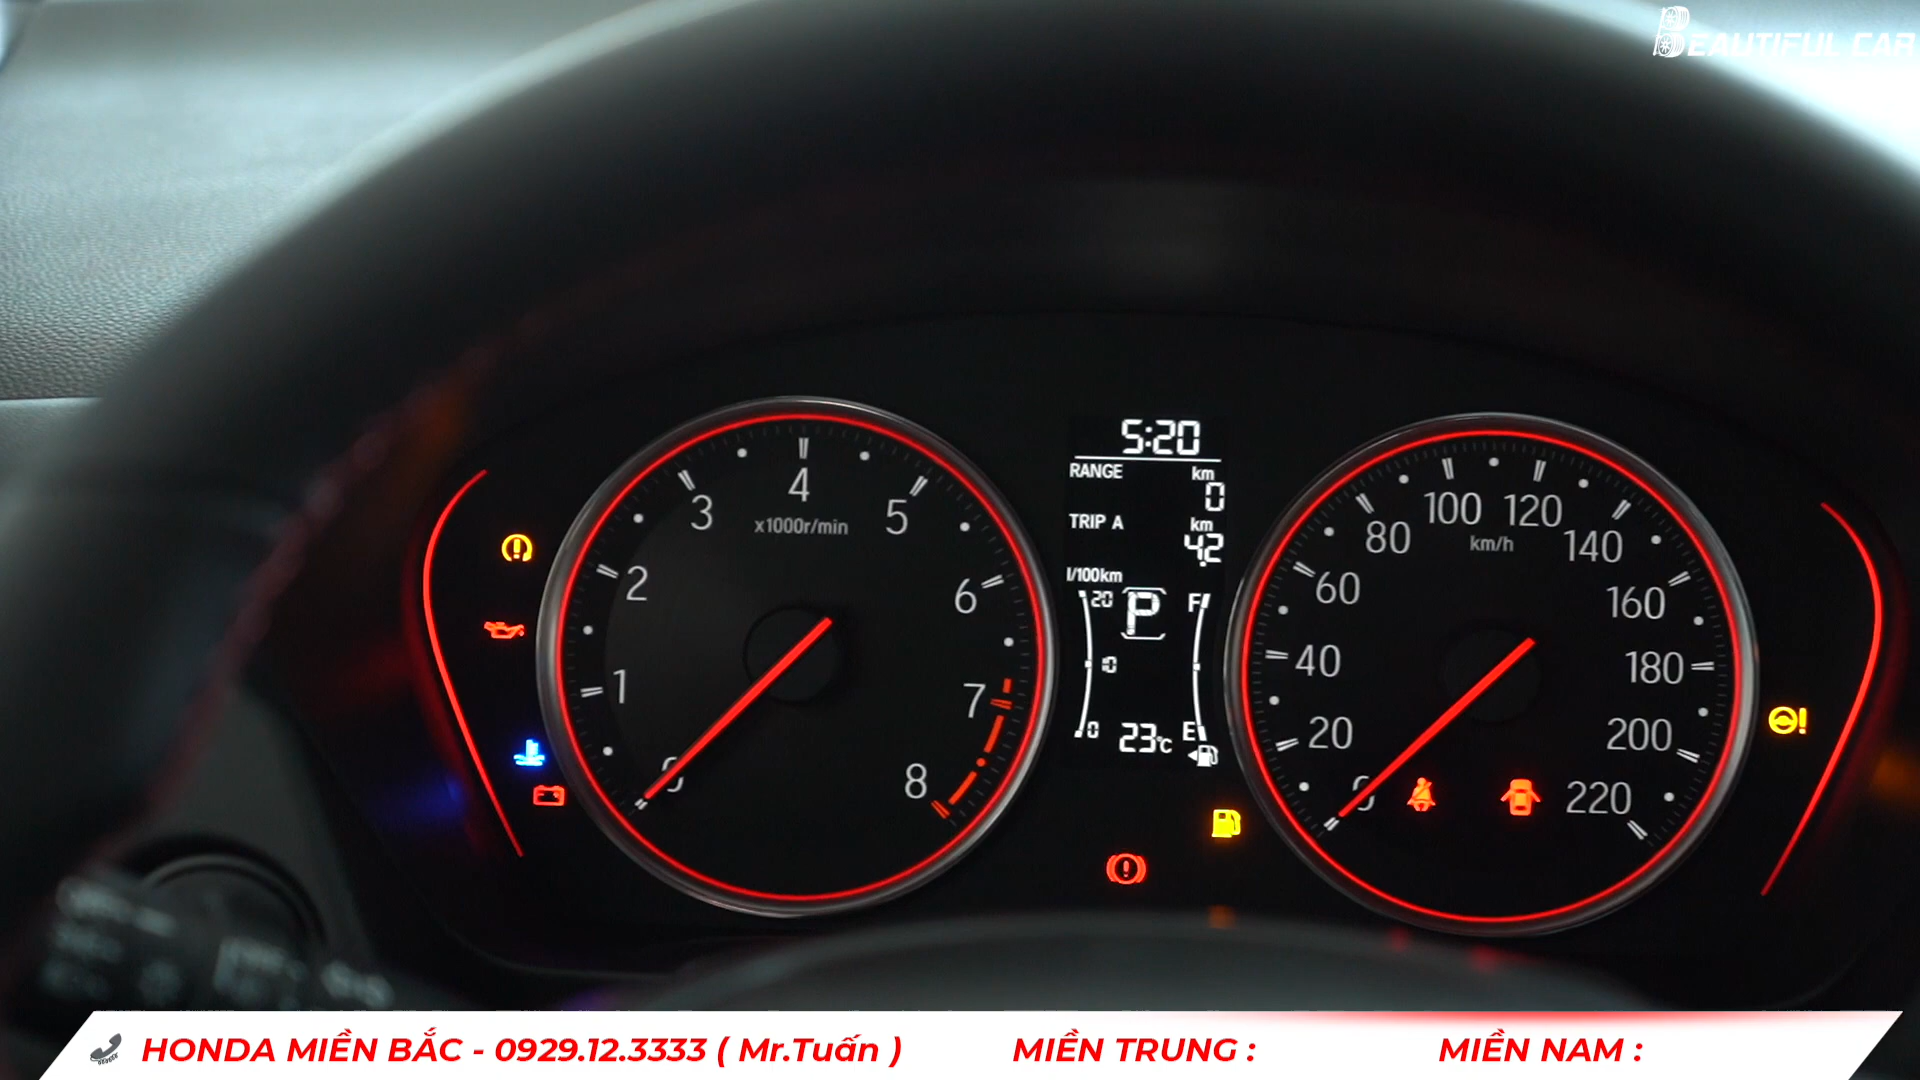 BEAUTIFUL CAR
5:20
RANGE km
0
TRIP A km
4.2
l/100km
20
10
0
P
F
E
23°C
x1000r/min
0
1
2
3
4
5
6
7
8
km/h
0
20
40
60
80
100
120
140
160
180
200
220
HONDA MIỀN BẮC - 0929.12.3333 ( Mr.Tuấn )
MIỀN TRUNG :
MIỀN NAM :